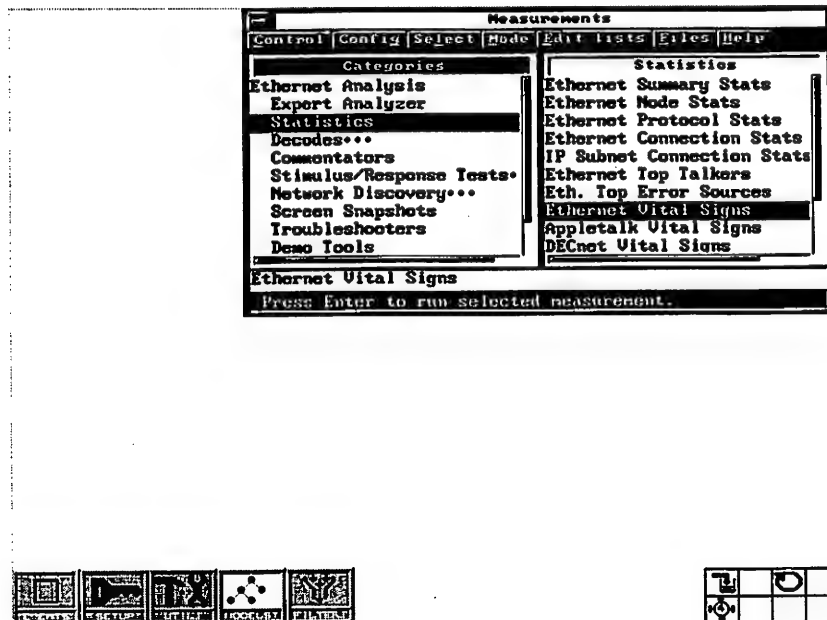 Measurements
Control Config Select Mode Edit lists Files Help
Categories
Ethernet Analysis
Expert Analyzer
Statistics
Decodes•••
Commentators
Stimulus/Response Tests•
Network Discovery•••
Screen Snapshots
Troubleshooters
Demo Tools
Statistics
Ethernet Summary Stats
Ethernet Node Stats
Ethernet Protocol Stats
Ethernet Connection Stats
IP Subnet Connection Stats
Ethernet Top Talkers
Eth. Top Error Sources
Ethernet Vital Signs
Appletalk Vital Signs
DECnet Vital Signs
Ethernet Vital Signs
Press Enter to run selected measurement.
SETUP